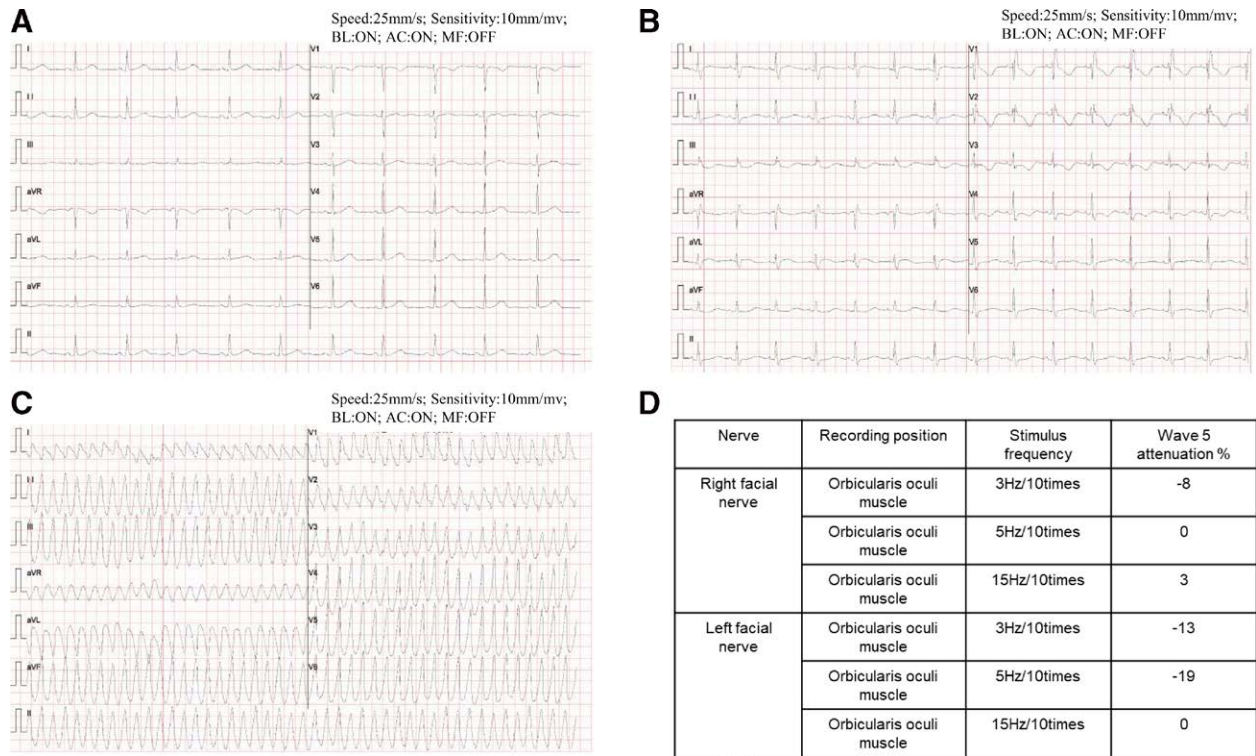 A
Speed:25mm/s; Sensitivity:10mm/mv;
BL:ON; AC:ON; MF:OFF
I
II
III
aVR
aVL
aVF
II
V1
V2
V3
V4
V5
V6
B
Speed:25mm/s; Sensitivity:10mm/mv;
BL:ON; AC:ON; MF:OFF
I
II
III
aVR
aVL
aVF
II
V1
V2
V3
V4
V5
V6
C
Speed:25mm/s; Sensitivity:10mm/mv;
BL:ON; AC:ON; MF:OFF
I
II
III
aVR
aVL
aVF
II
V1
V2
V3
V4
V5
V6
D
Nerve Recording position Stimulus frequency Wave 5 attenuation %
Right facial nerve Orbicularis oculi muscle 3Hz/10times -8
Orbicularis oculi muscle 5Hz/10times 0
Orbicularis oculi muscle 15Hz/10times 3
Left facial nerve Orbicularis oculi muscle 3Hz/10times -13
Orbicularis oculi muscle 5Hz/10times -19
Orbicularis oculi muscle 15Hz/10times 0